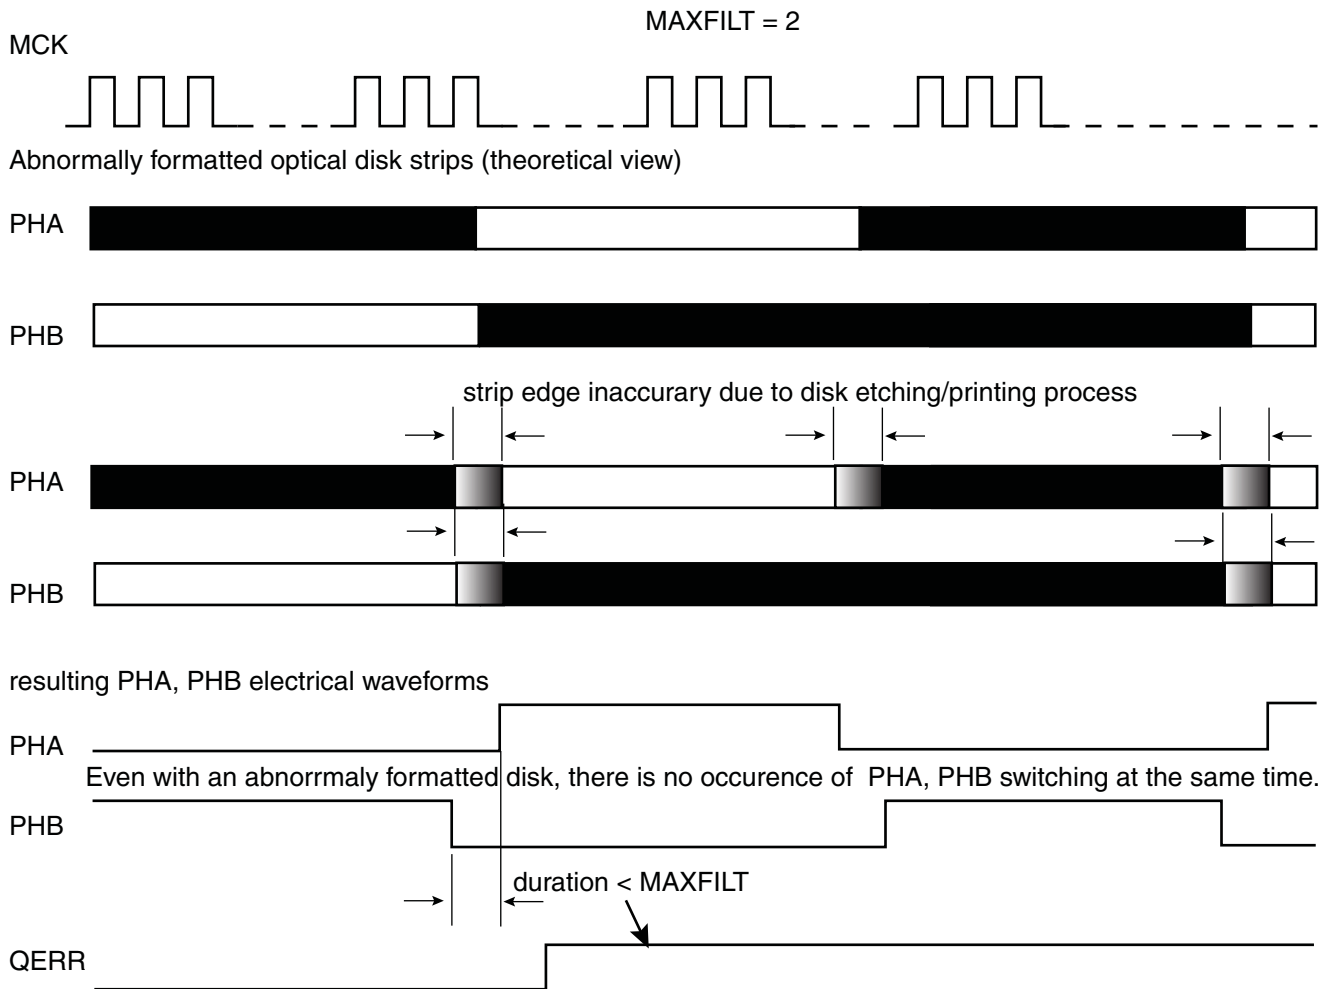 MAXFILT = 2
MCK
Abnormally formatted optical disk strips (theoretical view)
PHA
PHB
strip edge inaccurary due to disk etching/printing process
PHA
PHB
resulting PHA, PHB electrical waveforms
PHA
Even with an abnorrmaly formatted disk, there is no occurence of PHA, PHB switching at the same time.
PHB
duration < MAXFILT
QERR